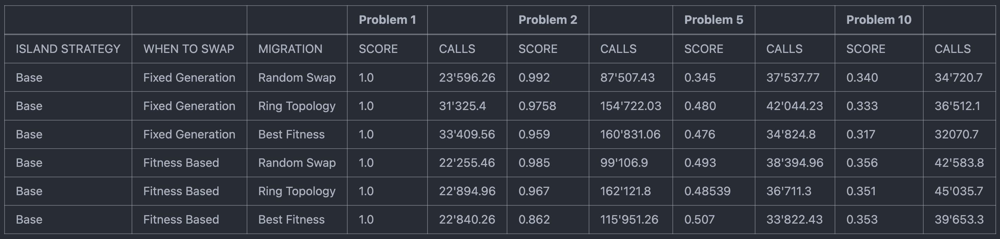 Problem 1 Problem 2 Problem 5 Problem 10
ISLAND STRATEGY WHEN TO SWAP MIGRATION SCORE CALLS SCORE CALLS SCORE CALLS SCORE CALLS
Base Fixed Generation Random Swap 1.0 23'596.26 0.992 87'507.43 0.345 37'537.77 0.340 34'720.7
Base Fixed Generation Ring Topology 1.0 31'325.4 0.9758 154'722.03 0.480 42'044.23 0.333 36'512.1
Base Fixed Generation Best Fitness 1.0 33'409.56 0.959 160'831.06 0.476 34'824.8 0.317 32070.7
Base Fitness Based Random Swap 1.0 22'255.46 0.985 99'106.9 0.493 38'394.96 0.356 42'583.8
Base Fitness Based Ring Topology 1.0 22'894.96 0.967 162'121.8 0.48539 36'711.3 0.351 45'035.7
Base Fitness Based Best Fitness 1.0 22'840.26 0.862 115'951.26 0.507 33'822.43 0.353 39'653.3